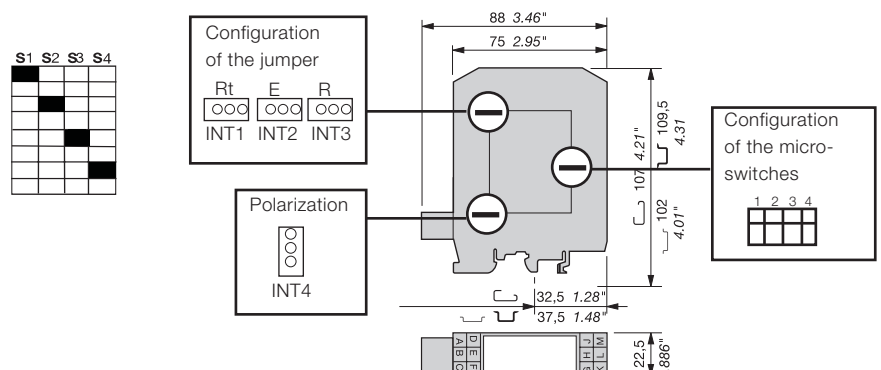 S1 S2 S3 S4
Configuration
of the jumper
Rt E R
INT1 INT2 INT3
Polarization
INT4
88 3.46"
75 2.95"
107 4.21"
109,5
4.31
102
4.01"
32,5 1.28"
37,5 1.48"
Configuration
of the micro-
switches
1 2 3 4
A D
B E
F
J M
H L
K
22,5
.886"